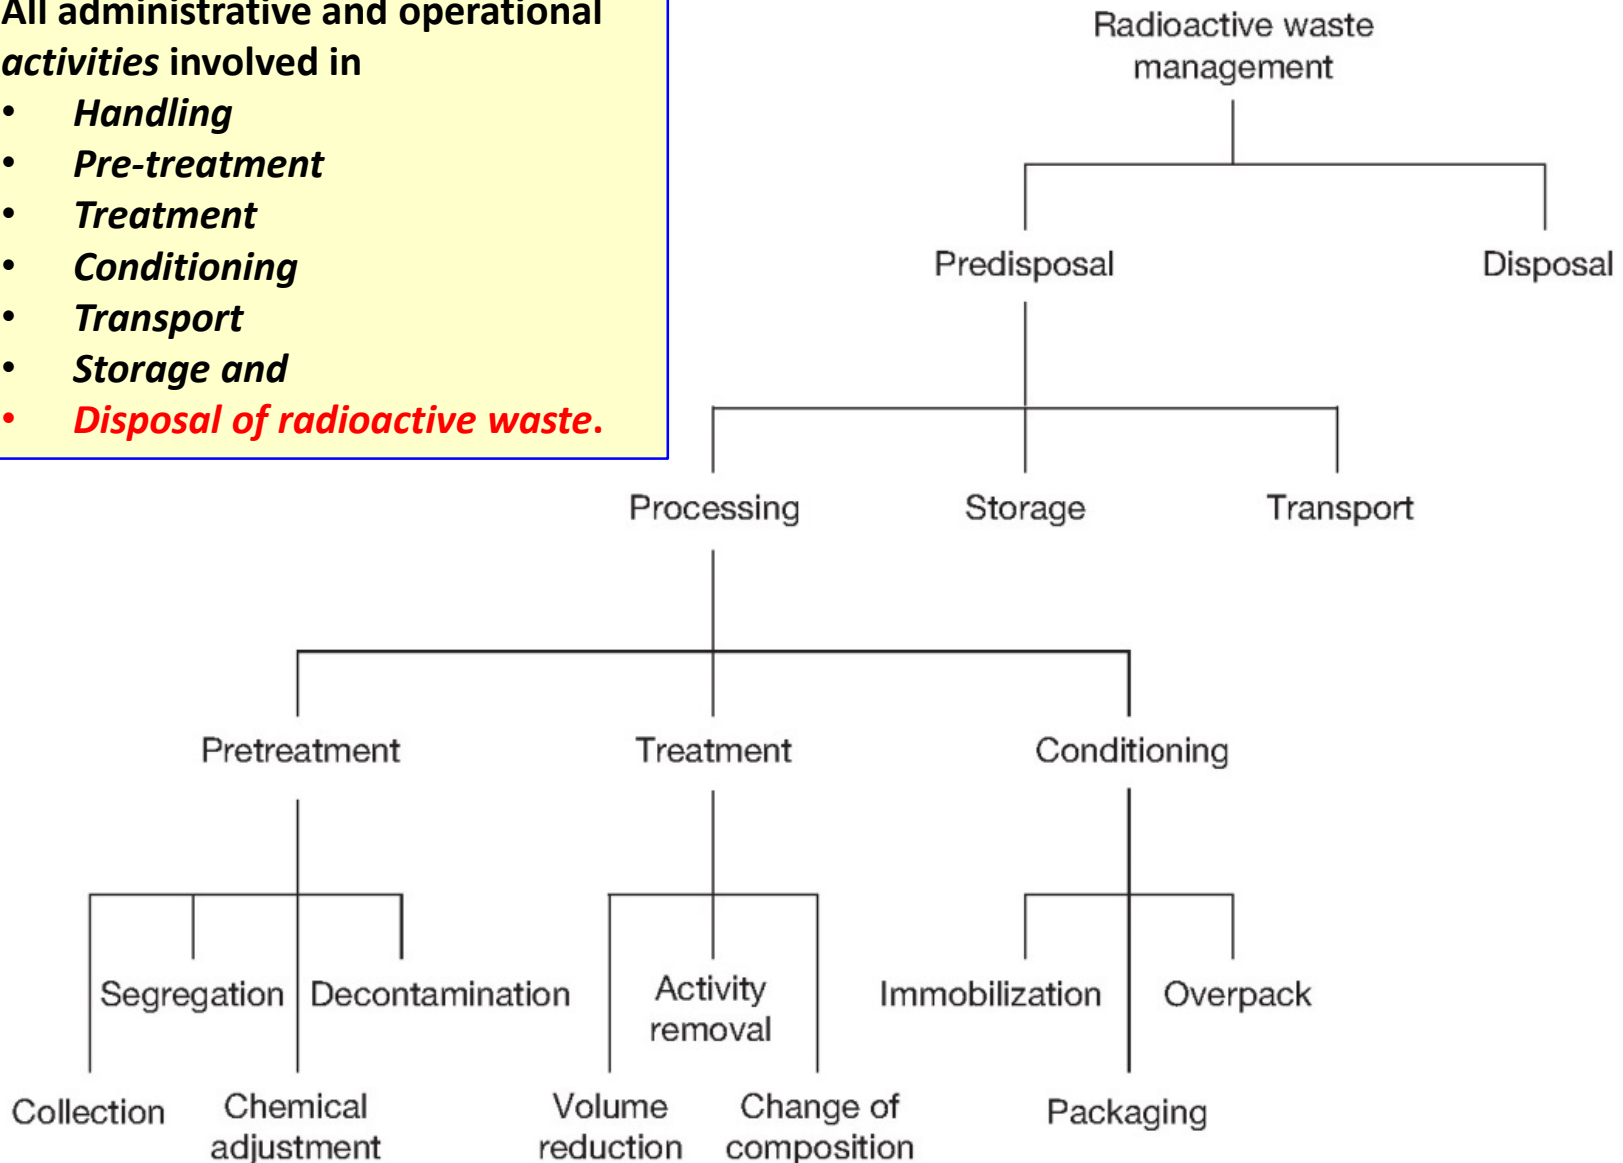 All administrative and operational
activities involved in
• Handling
• Pre-treatment
• Treatment
• Conditioning
• Transport
• Storage and
• Disposal of radioactive waste.
Radioactive waste
management
Predisposal
Disposal
Processing
Storage
Transport
Pretreatment
Treatment
Conditioning
Segregation
Decontamination
Activity
removal
Immobilization
Overpack
Collection
Chemical
adjustment
Volume
reduction
Change of
composition
Packaging